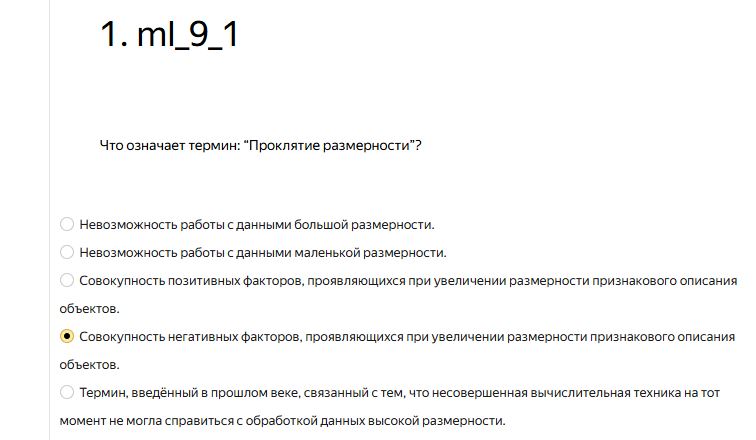 1. ml_9_1
Что означает термин: “Проклятие размерности”?
Невозможность работы с данными большой размерности.
Невозможность работы с данными маленькой размерности.
Совокупность позитивных факторов, проявляющихся при увеличении размерности признакового описания
объектов.
Совокупность негативных факторов, проявляющихся при увеличении размерности признакового описания
объектов.
Термин, введённый в прошлом веке, связанный с тем, что несовершенная вычислительная техника на тот
момент не могла справиться с обработкой данных высокой размерности.